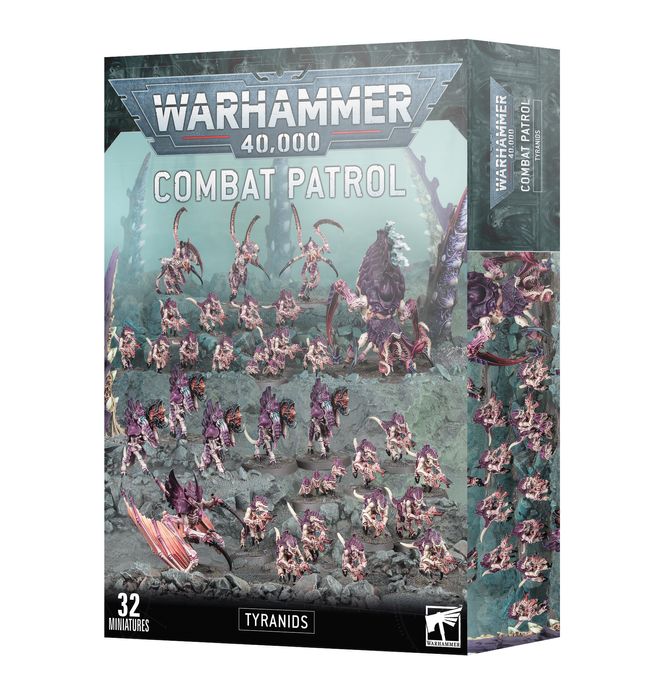 WARHAMMER
40,000
COMBAT PATROL
32
MINIATURES
TYRANIDS
WARHAMMER
WARHAMMER
40,000
COMBAT PATROL
TYRANIDS